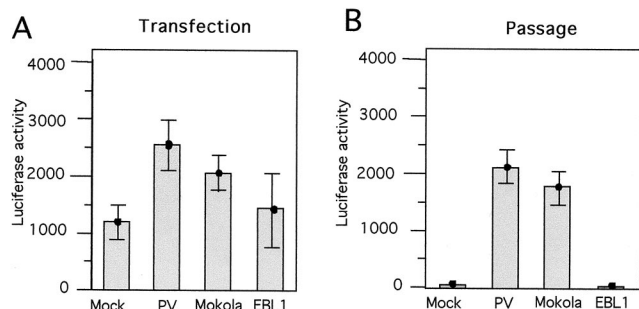 A
Transfection
Luciferase activity
4000
3000
2000
1000
0
Mock PV Mokola EBL1
B
Passage
Luciferase activity
4000
3000
2000
1000
0
Mock PV Mokola EBL1